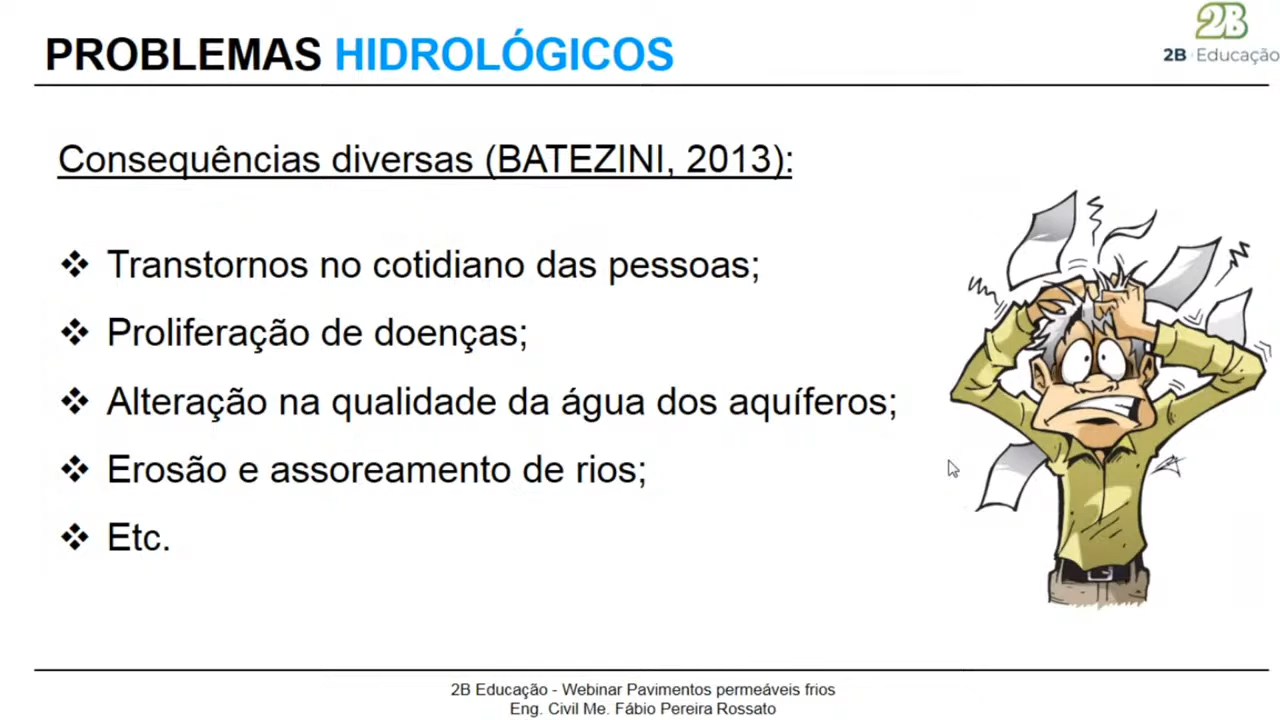 PROBLEMAS HIDROLÓGICOS
2B
2B Educação
Consequências diversas (BATEZINI, 2013):
❖ Transtornos no cotidiano das pessoas;
❖ Proliferação de doenças;
❖ Alteração na qualidade da água dos aquíferos;
❖ Erosão e assoreamento de rios;
❖ Etc.
2B Educação - Webinar Pavimentos permeáveis frios
Eng. Civil Me. Fábio Pereira Rossato